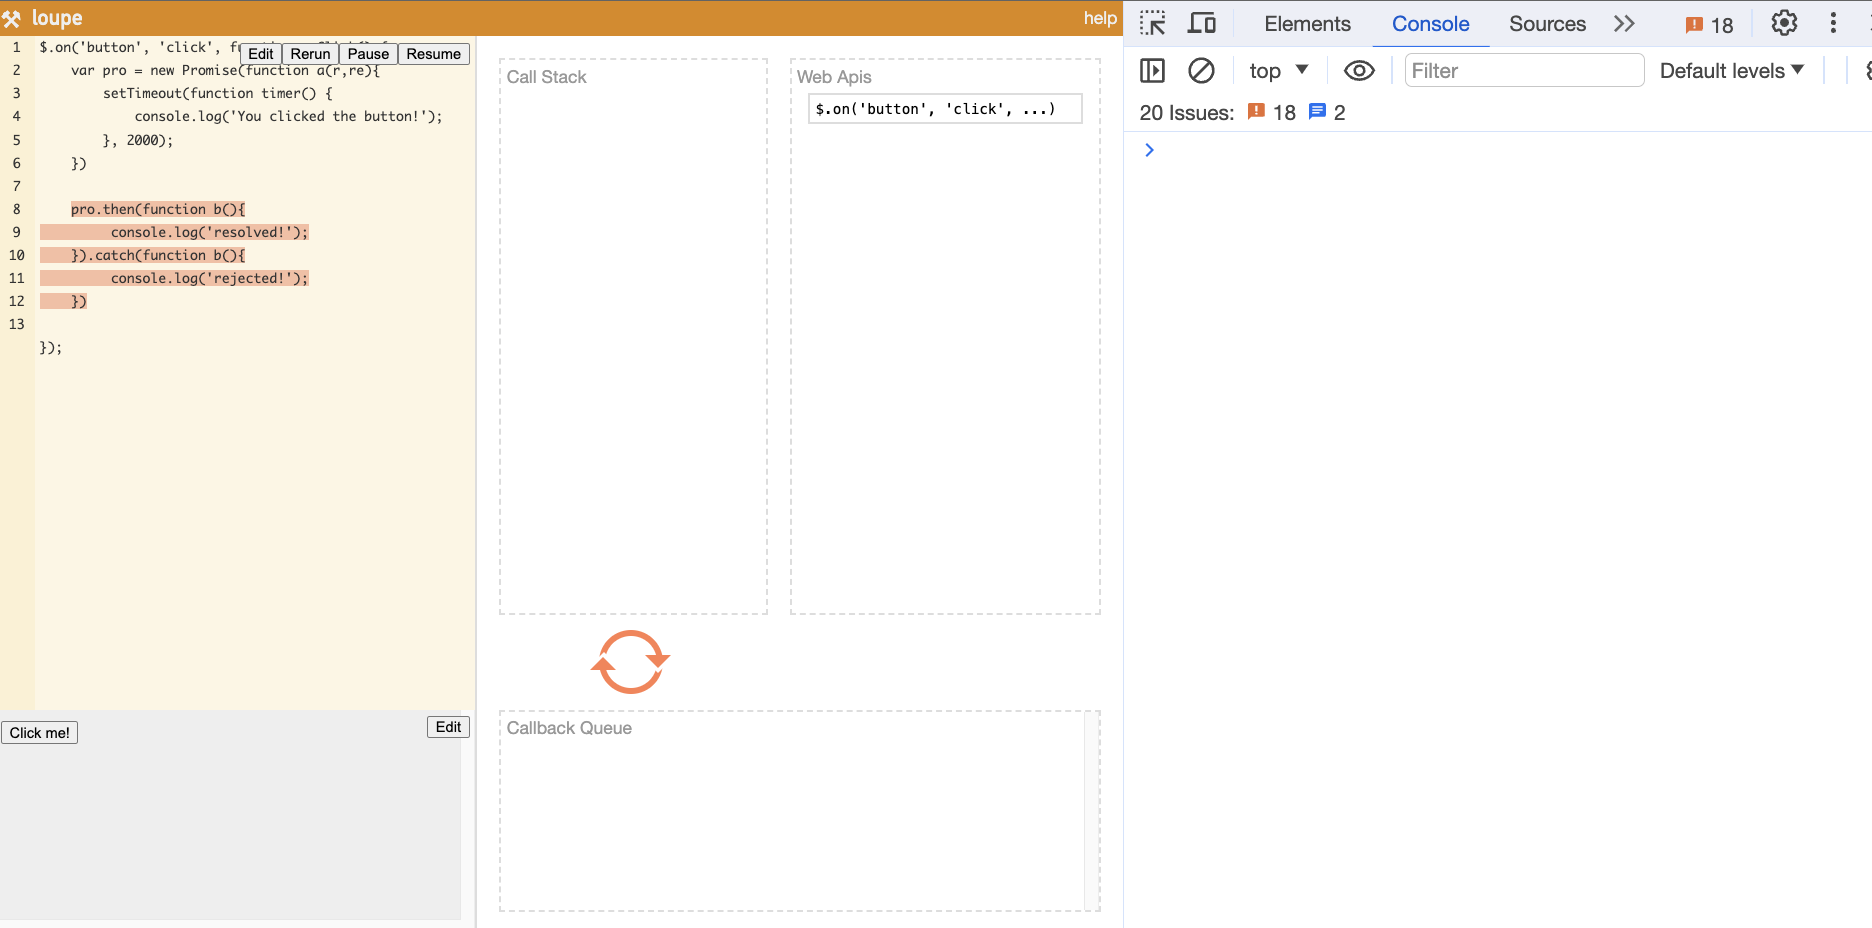 loupe
help
Edit Rerun Pause Resume
1 $.on('button', 'click',
2 var pro = new Promise(function a(r,re){
3 setTimeout(function timer() {
4 console.log('You clicked the button!');
5 }, 2000);
6 })
7
8 pro.then(function b(){
9 console.log('resolved!');
10 }).catch(function b(){
11 console.log('rejected!');
12 })
13
});
Click me!
Edit
Call Stack
Web Apis
$.on('button', 'click', ...)
Callback Queue
Elements Console Sources 18
top Filter Default levels
20 Issues: 18 2